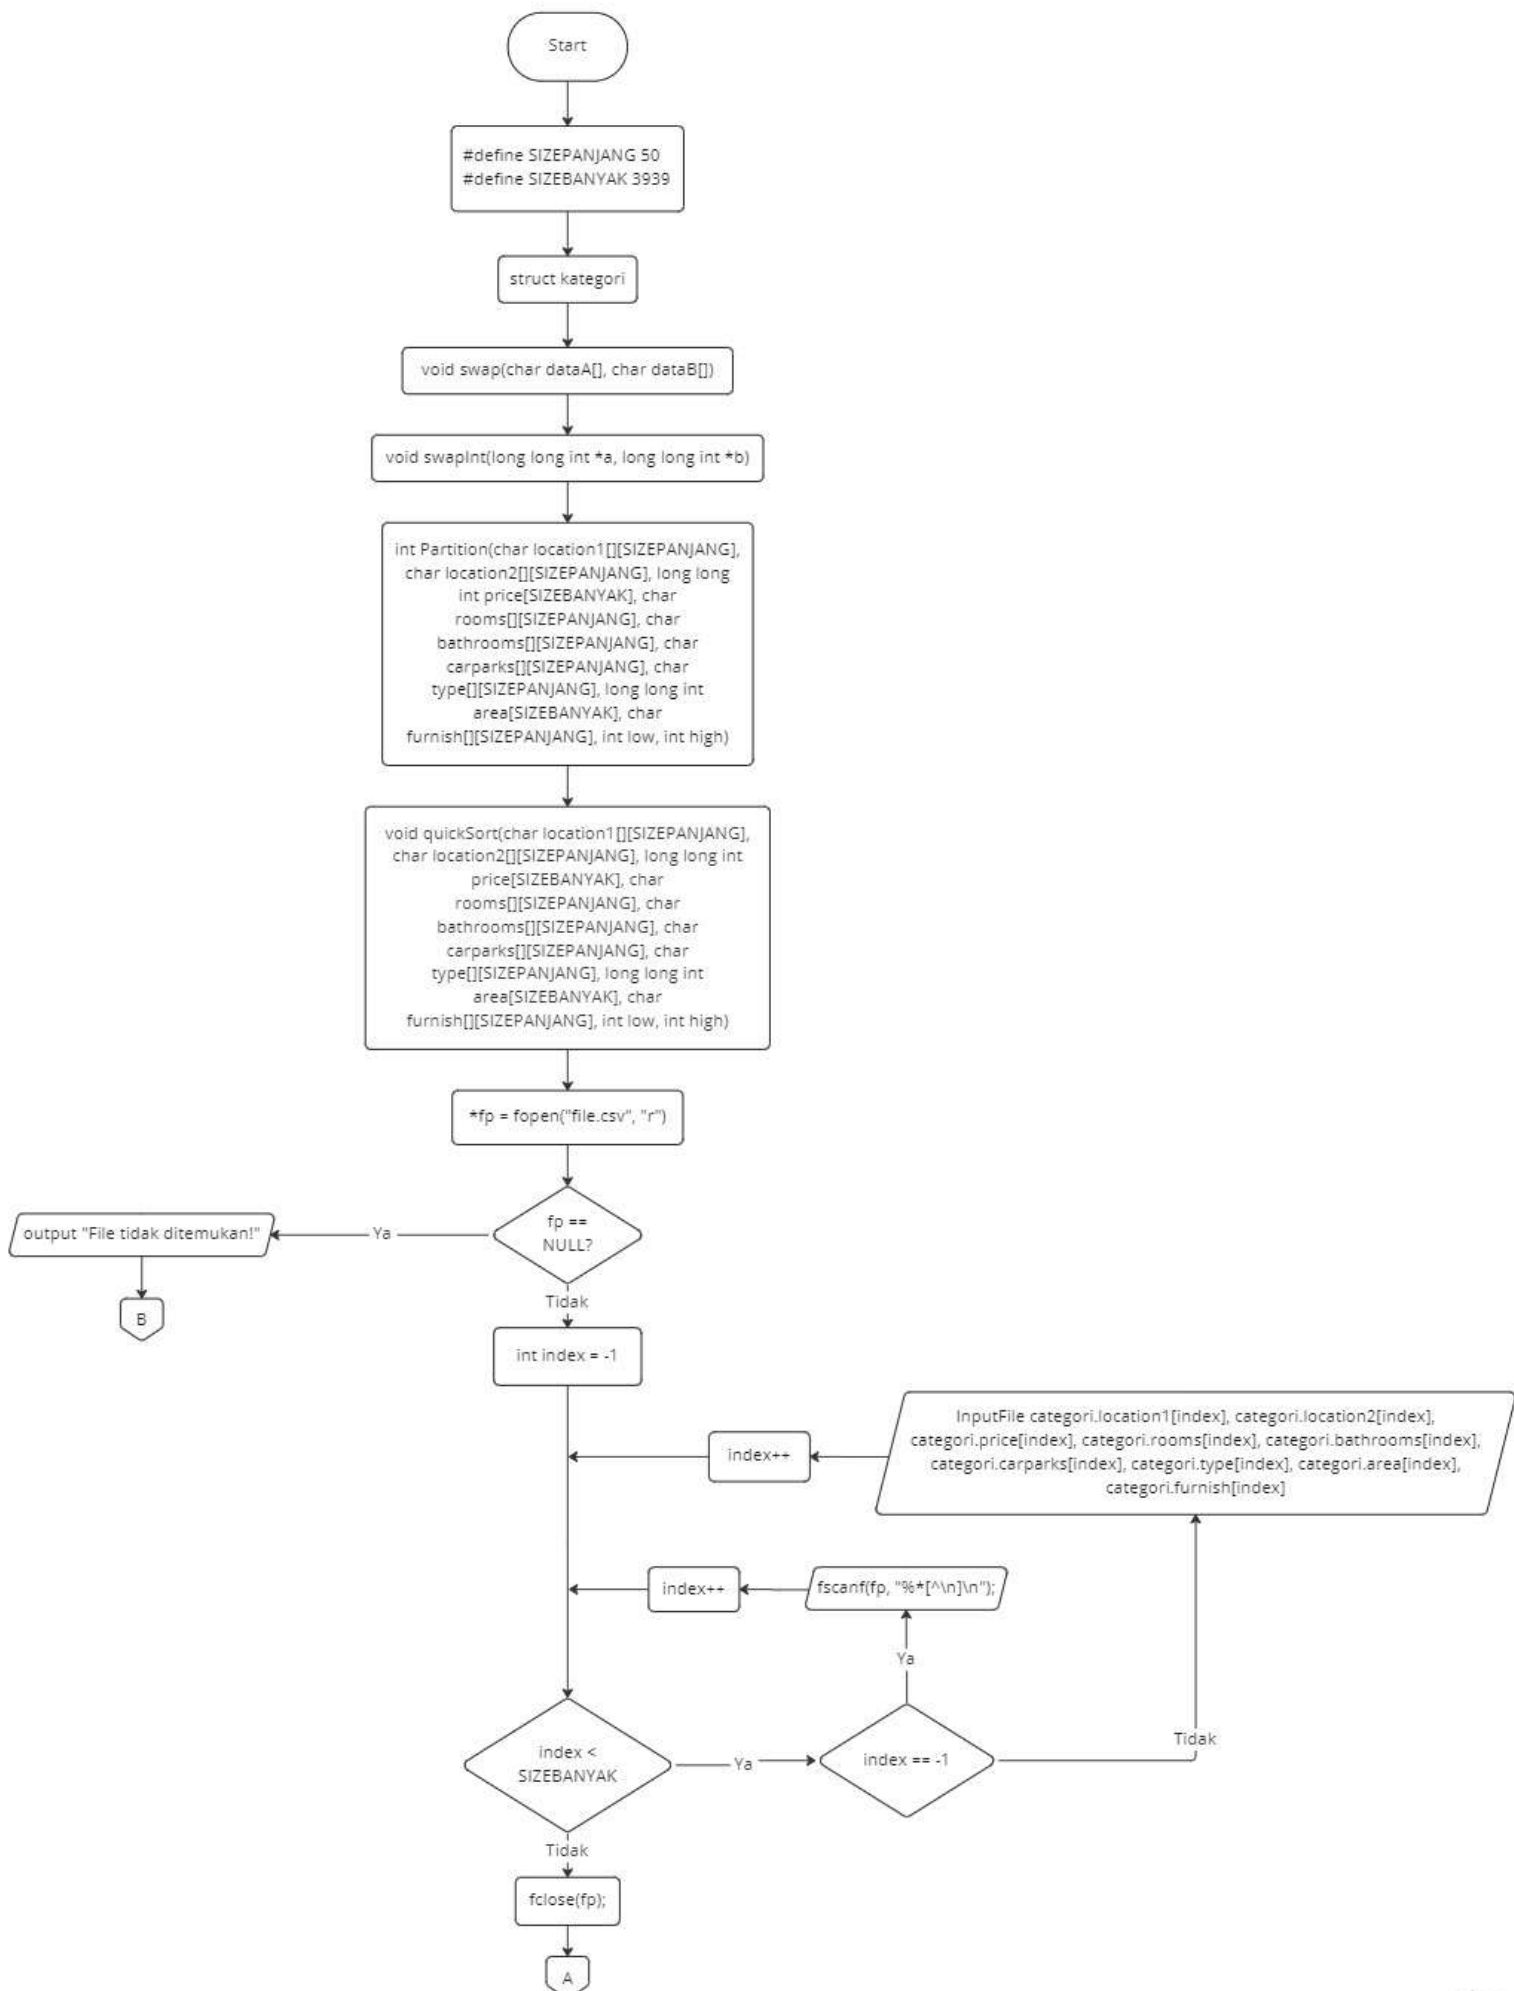 Start
#define SIZEPANJANG 50
#define SIZEBANYAK 3939
struct kategori
void swap(char dataA[], char dataB[])
void swapInt(long long int *a, long long int *b)
int Partition(char location1[][SIZEPANJANG],
char location2[][SIZEPANJANG], long long
int price[SIZEBANYAK], char
rooms[][SIZEPANJANG], char
bathrooms[][SIZEPANJANG], char
carparks[][SIZEPANJANG], char
type[][SIZEPANJANG], long long int
area[SIZEBANYAK], char
furnish[][SIZEPANJANG], int low, int high)
void quickSort(char location1[][SIZEPANJANG],
char location2[][SIZEPANJANG], long long int
price[SIZEBANYAK], char
rooms[][SIZEPANJANG], char
bathrooms[][SIZEPANJANG], char
carparks[][SIZEPANJANG], char
type[][SIZEPANJANG], long long int
area[SIZEBANYAK], char
furnish[][SIZEPANJANG], int low, int high)
*fp = fopen("file.csv", "r")
fp ==
NULL?
Ya
output "File tidak ditemukan!"
B
Tidak
int index = -1
InputFile categori.location1[index], categori.location2[index],
categori.price[index], categori.rooms[index], categori.bathrooms[index],
categori.carparks[index], categori.type[index], categori.area[index],
categori.furnish[index]
index++
index++
fscanf(fp, "%*[^\n]\n");
Ya
index <
SIZEBANYAK
Ya
index == -1
Tidak
Tidak
fclose(fp);
A